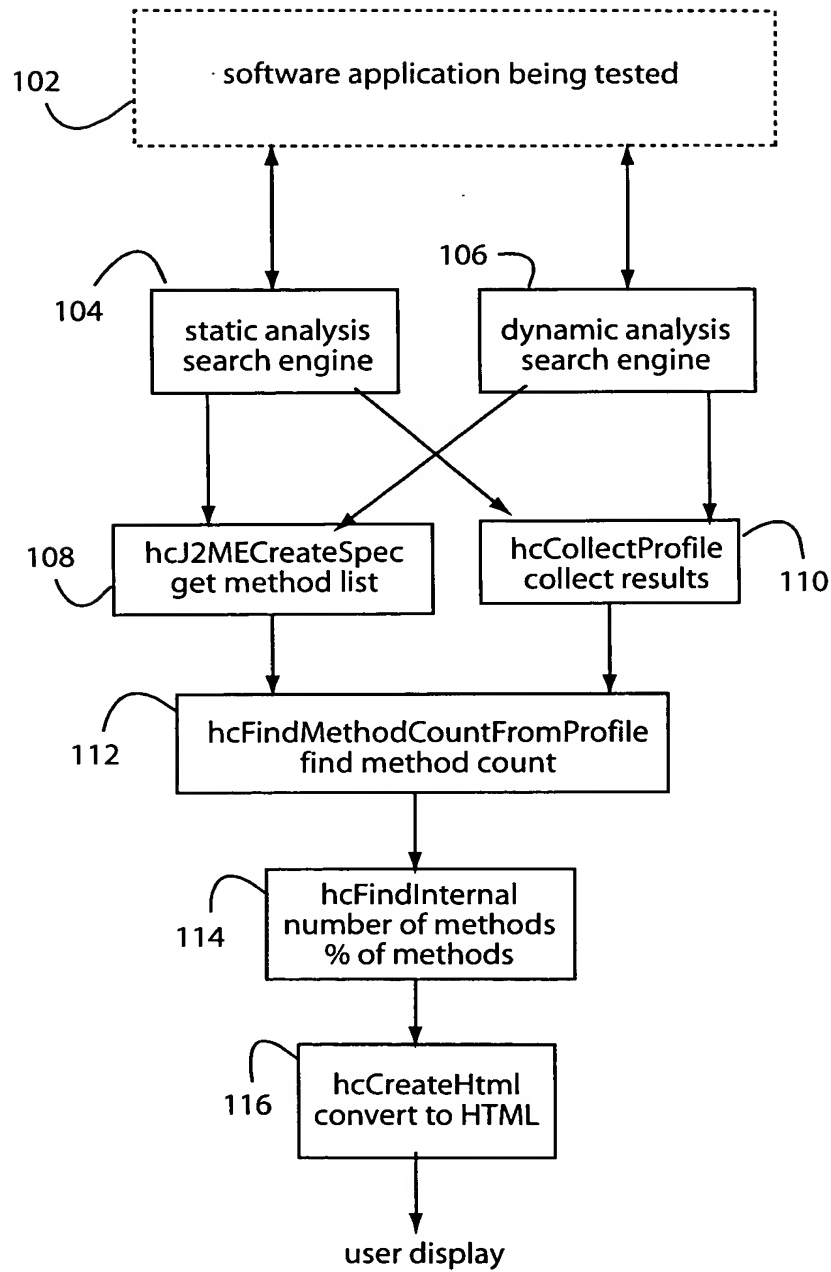 software application being tested
102
104
static analysis
search engine
106
dynamic analysis
search engine
108
hcJ2MECreateSpec
get method list
hcCollectProfile
collect results
110
112
hcFindMethodCountFromProfile
find method count
114
hcFindInternal
number of methods
% of methods
116
hcCreateHtml
convert to HTML
user display